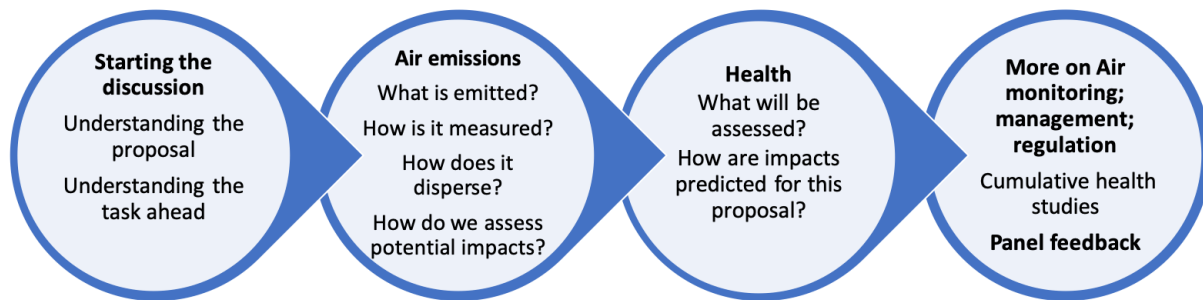 Starting the
discussion
Understanding the
proposal
Understanding the
task ahead
Air emissions
What is emitted?
How is it measured?
How does it
disperse?
How do we assess
potential impacts?
Health
What will be
assessed?
How are impacts
predicted for this
proposal?
More on Air
monitoring;
management;
regulation
Cumulative health
studies
Panel feedback